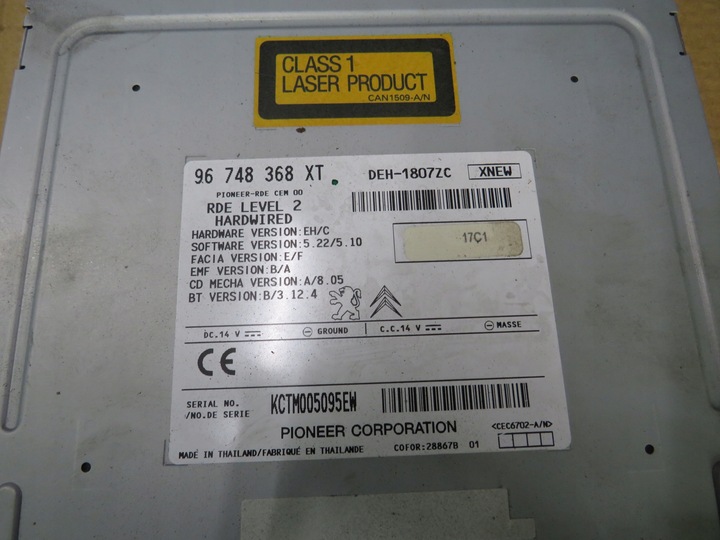 CLASS 1
LASER PRODUCT
CAN1509-A/N
96 748 368 XT DEH-1807ZC XNEW
PIONEER-RDE CEM 00
RDE LEVEL 2
HARDWIRED
HARDWARE VERSION:EH/C
SOFTWARE VERSION:5.22/5.10
17C1
FACIA VERSION:E/F
EMF VERSION:B/A
CD MECHA VERSION:A/8.05
BT VERSION:B/3.12.4
DC.14 V GROUND C.C.14 V MASSE
CE
SERIAL NO.
/NO.DE SERIE KCTM005095EW
PIONEER CORPORATION <CEC6702-A/N>
MADE IN THAILAND/FABRIQUÉ EN THAILANDE COFOR:28867B 01